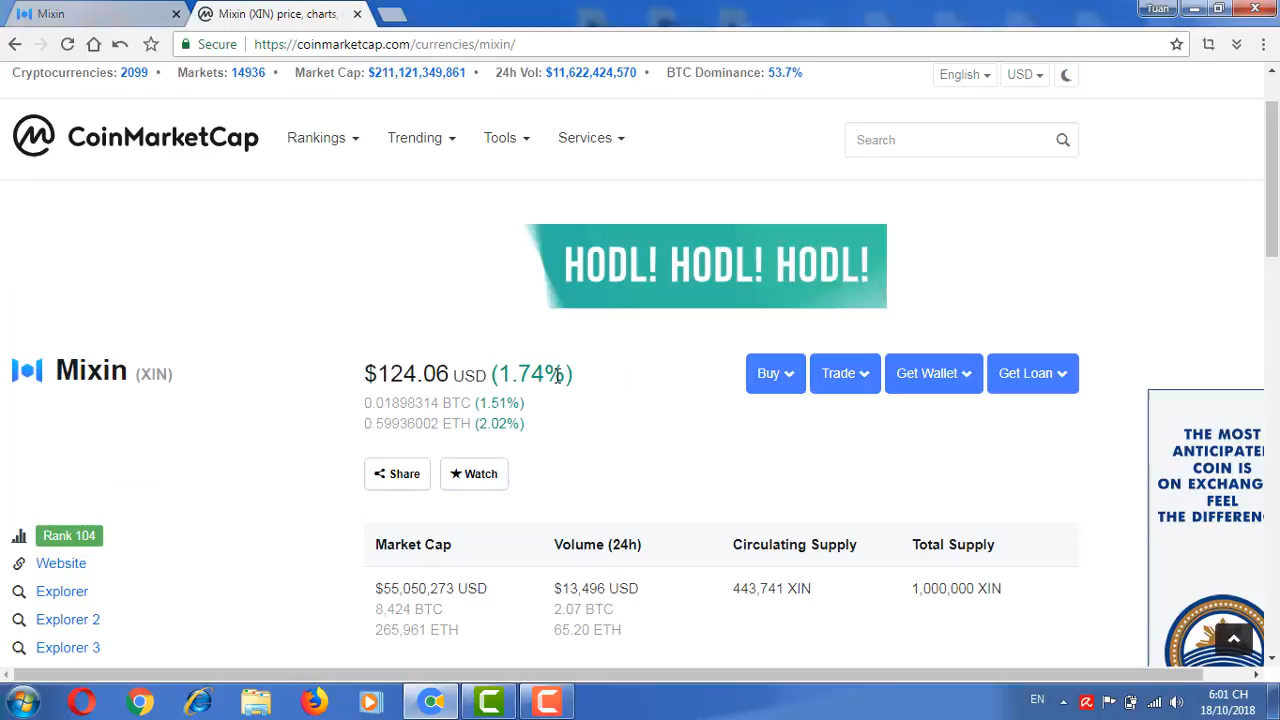 Mixin
Mixin (XIN) price, charts,
Tuan
Secure https://coinmarketcap.com/currencies/mixin/
Cryptocurrencies: 2099 • Markets: 14936 • Market Cap: $211,121,349,861 • 24h Vol: $11,622,424,570 • BTC Dominance: 53.7%
English USD
CoinMarketCap
Rankings Trending Tools Services
Search
HODL! HODL! HODL!
Mixin (XIN)
$124.06 USD (1.74%)
Buy Trade Get Wallet Get Loan
0.01898314 BTC (1.51%)
0.59936002 ETH (2.02%)
Share Watch
THE MOST
ANTICIPATE
COIN IS
ON EXCHANG
FEEL
THE DIFFEREN
Rank 104
Website
Explorer
Explorer 2
Explorer 3
Market Cap Volume (24h) Circulating Supply Total Supply
$55,050,273 USD $13,496 USD 443,741 XIN 1,000,000 XIN
8,424 BTC 2.07 BTC
265,961 ETH 65.20 ETH
EN
6:01 CH
18/10/2018